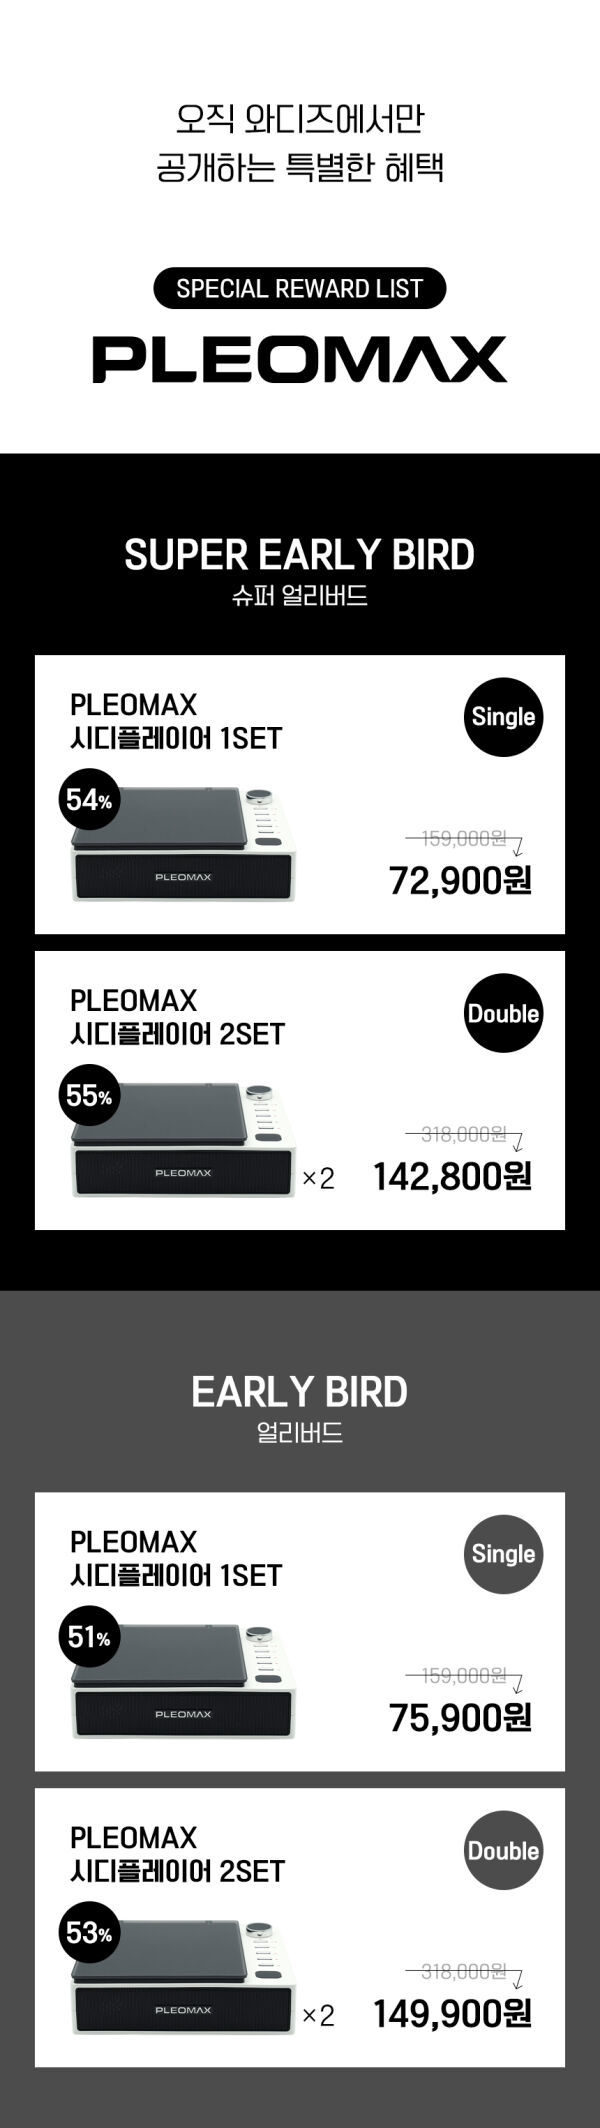 오직 와디즈에서만
공개하는 특별한 혜택
SPECIAL REWARD LIST
PLEOMAX
SUPER EARLY BIRD
슈퍼 얼리버드
PLEOMAX
시디플레이어 1SET
Single
54%
PLEOMAX
159,000원
72,900원
PLEOMAX
시디플레이어 2SET
Double
55%
PLEOMAX
×2
318,000원
142,800원
EARLY BIRD
얼리버드
PLEOMAX
시디플레이어 1SET
Single
51%
PLEOMAX
159,000원
75,900원
PLEOMAX
시디플레이어 2SET
Double
53%
PLEOMAX
×2
318,000원
149,900원